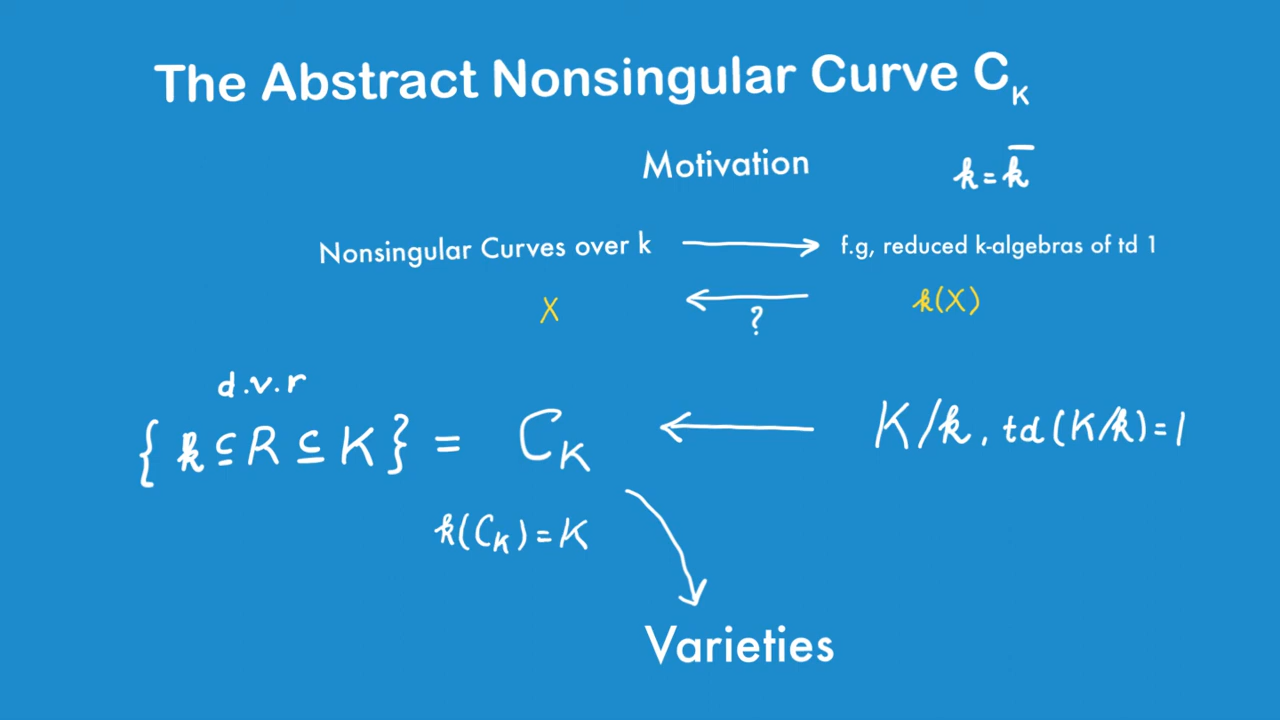 The Abstract Nonsingular Curve C_K
Motivation
k = k̅
Nonsingular Curves over k ⟶ f.g, reduced k-algebras of td 1
X ⟵ k(X)
?
d.v.r
{ k ⊆ R ⊆ K } = C_K ⟵ K/k, td(K/k)=1
k(C_K) = K
Varieties